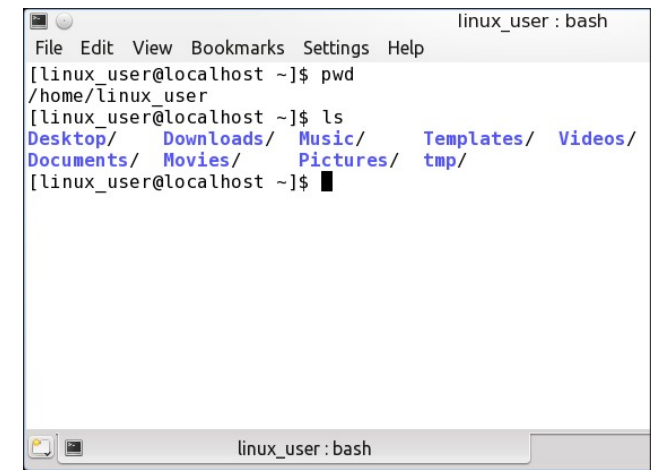 linux_user : bash
File Edit View Bookmarks Settings Help
[linux_user@localhost ~]$ pwd
/home/linux_user
[linux_user@localhost ~]$ ls
Desktop/ Downloads/ Music/ Templates/ Videos/
Documents/ Movies/ Pictures/ tmp/
[linux_user@localhost ~]$
linux_user : bash